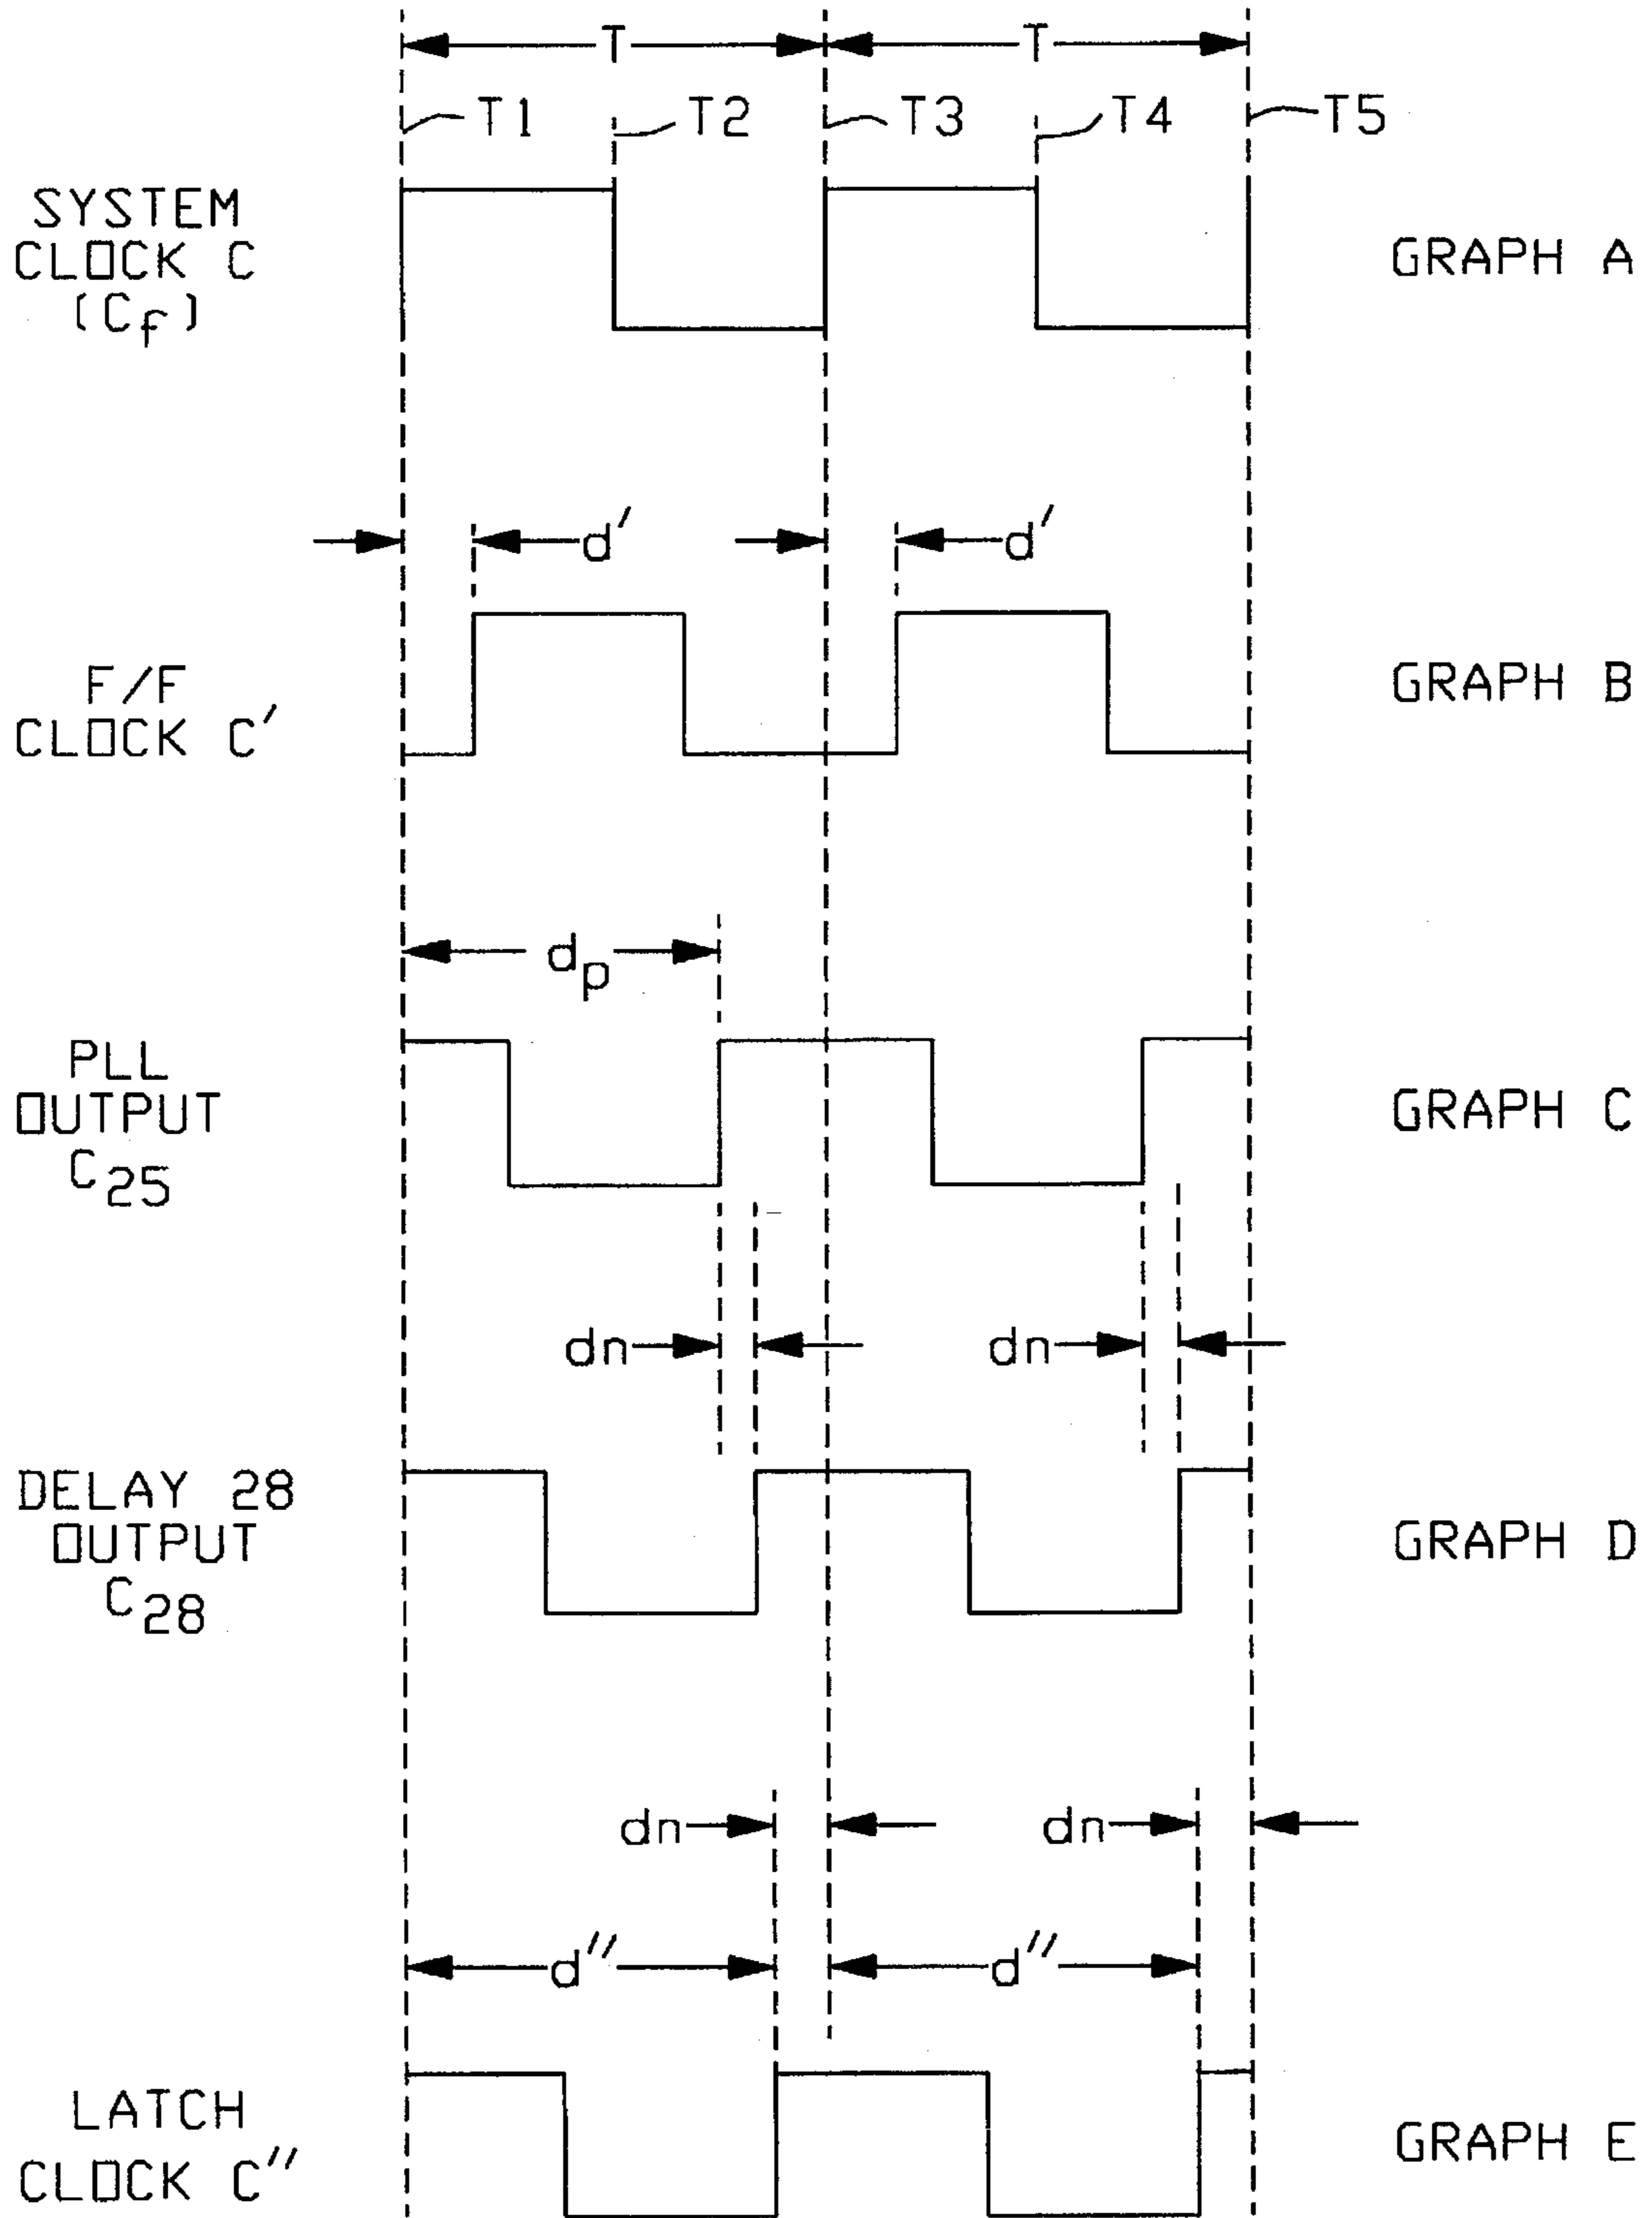 T T
T1 T2 T3 T4 T5
SYSTEM
CLOCK C
(Cf)
GRAPH A
d' d'
F/F
CLOCK C'
GRAPH B
dp
PLL
OUTPUT
C25
GRAPH C
dn dn
DELAY 28
OUTPUT
C28
GRAPH D
dn dn
d" d"
LATCH
CLOCK C"
GRAPH E